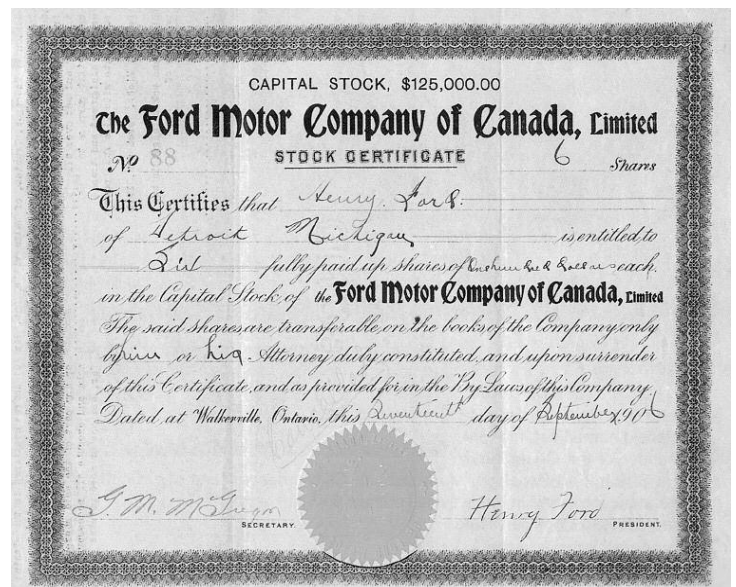 CAPITAL STOCK, $125,000.00
The Ford Motor Company of Canada, Limited
No 88 STOCK CERTIFICATE 6 Shares
This Certifies that Henry Ford
of Detroit Michigan is entitled to
Six fully paid up shares of One hundred dollars each
in the Capital Stock of the Ford Motor Company of Canada, Limited
The said shares are transferable on the books of the Company only
by him or his Attorney duly constituted, and upon surrender
of this Certificate, and as provided for in the By Laws of this Company
Dated at Walkerville, Ontario, this Seventeenth day of September 1906
G. M. McGregor Henry Ford
SECRETARY. PRESIDENT.